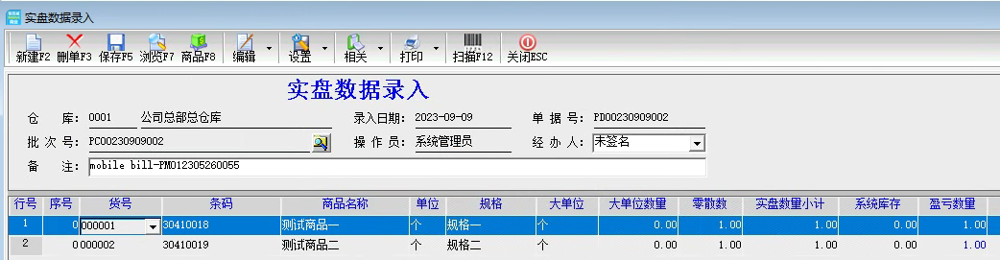 实盘数据录入
新建F2 删单F3 保存F5 浏览F7 商品F8 编辑 设置 相关 打印 扫描F12 关闭ESC
实盘数据录入
仓 库: 0001 公司总部总仓库 录入日期: 2023-09-09 单 据 号: PD00230909002
批 次 号: PC00230909002 操 作 员: 系统管理员 经 办 人: 未签名
备 注: mobile bill-PM012305260055
行号 序号 货号 条码 商品名称 单位 规格 大单位 大单位数量 零散数 实盘数量小计 系统库存 盈亏数量
1 0 000001 30410018 测试商品一 个 规格一 个 0.00 1.00 1.00 0.00 1.00
2 0 000002 30410019 测试商品二 个 规格二 个 0.00 1.00 1.00 0.00 1.00